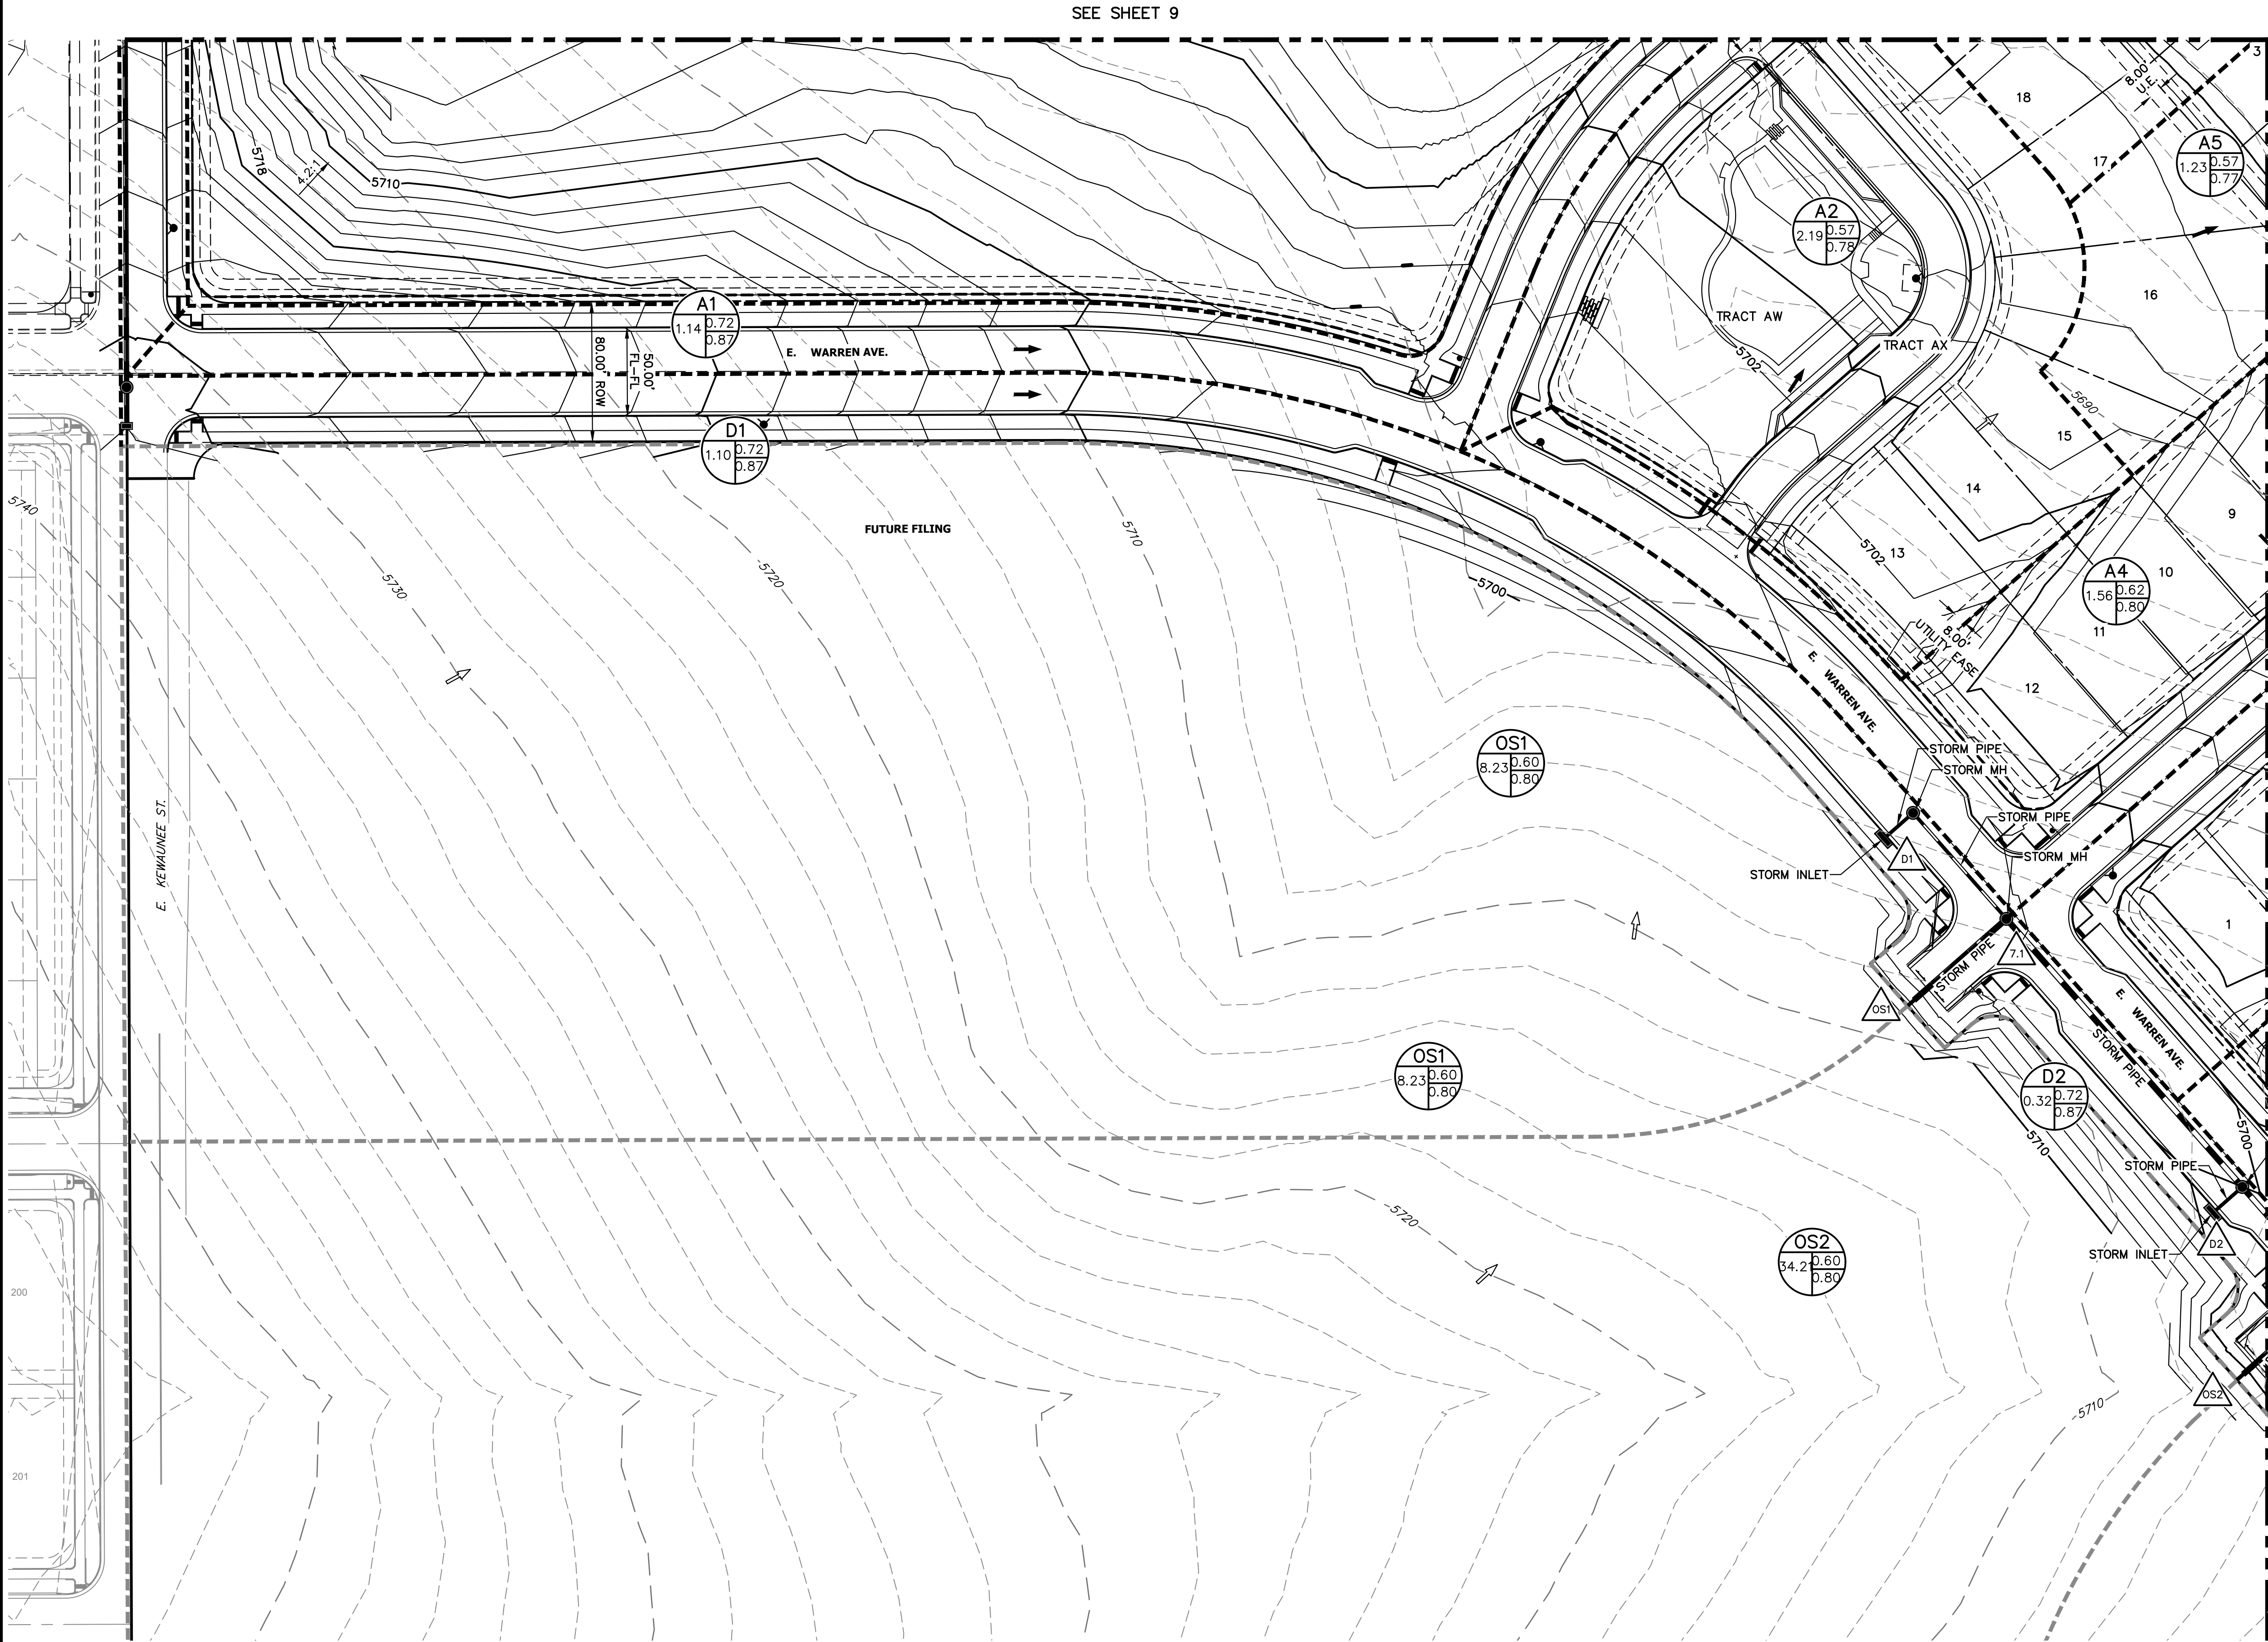 SEE SHEET 9
3
18
8.00'
U.E.
17
A5
1.23
0.57
0.77
5718
4.2:1
5710
A2
2.19
0.57
0.78
16
A1
1.14
0.72
0.87
TRACT AW
TRACT AX
E. WARREN AVE.
80.00' ROW
50.00'
FL-FL
5702
5690
15
D1
1.10
0.72
0.87
14
9
5740
FUTURE FILING
5710
5702
13
5720
5730
10
A4
1.56
0.62
0.80
5700
11
8.00'
UTILITY EASE
12
E. WARREN AVE.
OS1
8.23
0.60
0.80
STORM PIPE
STORM MH
STORM PIPE
E. KEWAUNEE ST.
D1
STORM MH
STORM INLET
1
7.1
STORM PIPE
OS1
E. WARREN AVE.
STORM PIPE
OS1
8.23
0.60
0.80
D2
0.32
0.72
0.87
5710
5700
STORM PIPE
5720
D2
OS2
34.21
0.60
0.80
STORM INLET
200
OS2
5710
201